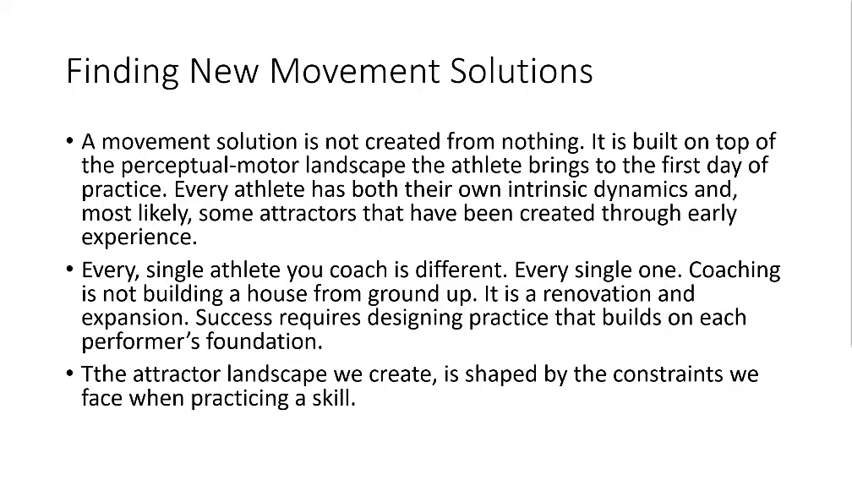 Finding New Movement Solutions
• A movement solution is not created from nothing. It is built on top of
the perceptual-motor landscape the athlete brings to the first day of
practice. Every athlete has both their own intrinsic dynamics and,
most likely, some attractors that have been created through early
experience.
• Every, single athlete you coach is different. Every single one. Coaching
is not building a house from ground up. It is a renovation and
expansion. Success requires designing practice that builds on each
performer’s foundation.
• Tthe attractor landscape we create, is shaped by the constraints we
face when practicing a skill.